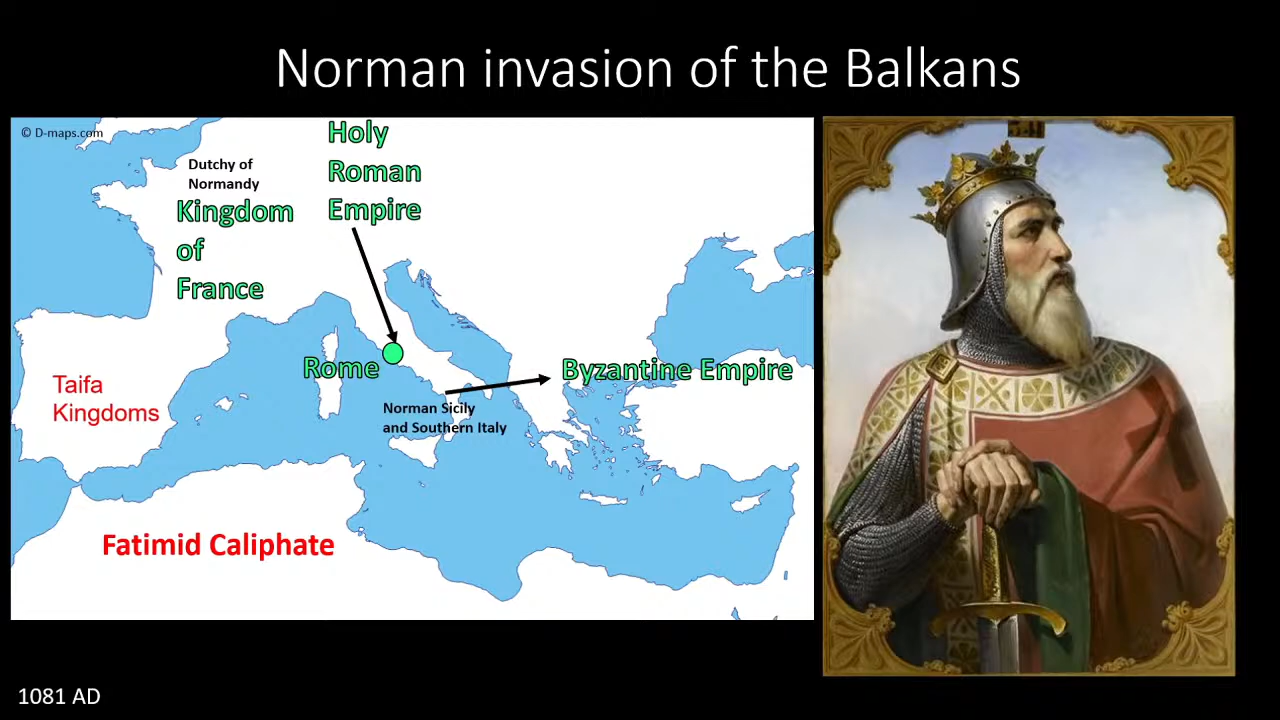 Norman invasion of the Balkans
© D-maps.com
Holy
Roman
Empire
Dutchy of
Normandy
Kingdom
of
France
Rome
Byzantine Empire
Taifa
Kingdoms
Norman Sicily
and Southern Italy
Fatimid Caliphate
1081 AD